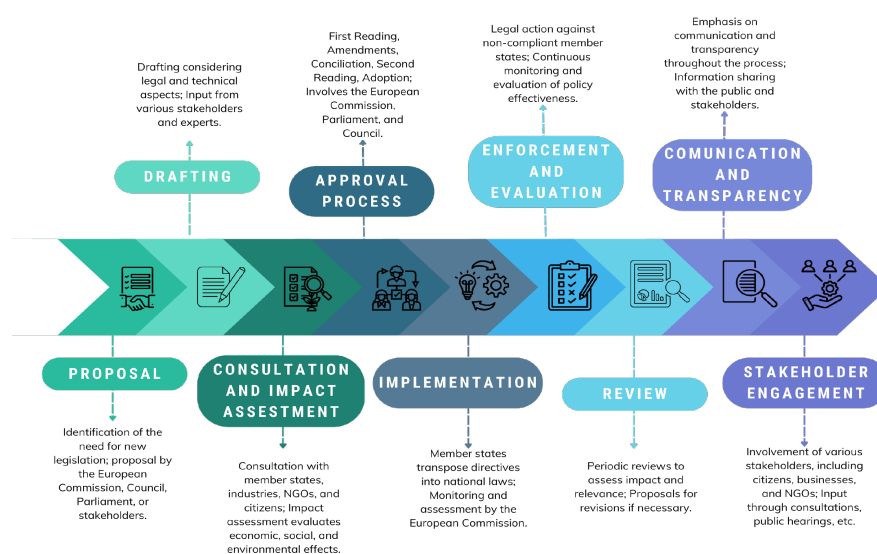 Drafting considering
legal and technical
aspects; Input from
various stakeholders
and experts.
DRAFTING
First Reading,
Amendments,
Conciliation, Second
Reading, Adoption;
Involves the European
Commission,
Parliament, and
Council.
APPROVAL
PROCESS
Legal action against
non-compliant member
states; Continuous
monitoring and
evaluation of policy
effectiveness.
ENFORCEMENT
AND
EVALUATION
Emphasis on
communication and
transparency
throughout the process;
Information sharing
with the public and
stakeholders.
COMUNICATION
AND
TRANSPARENCY
PROPOSAL
Identification of the
need for new
legislation; proposal by
the European
Commission, Council,
Parliament, or
stakeholders.
CONSULTATION
AND IMPACT
ASSESTMENT
Consultation with
member states,
industries, NGOs, and
citizens; Impact
assessment evaluates
economic, social, and
environmental effects.
IMPLEMENTATION
Member states
transpose directives
into national laws;
Monitoring and
assessment by the
European Commission.
REVIEW
Periodic reviews to
assess impact and
relevance; Proposals for
revisions if necessary.
STAKEHOLDER
ENGAGEMENT
Involvement of various
stakeholders, including
citizens, businesses,
and NGOs; Input
through consultations,
public hearings, etc.